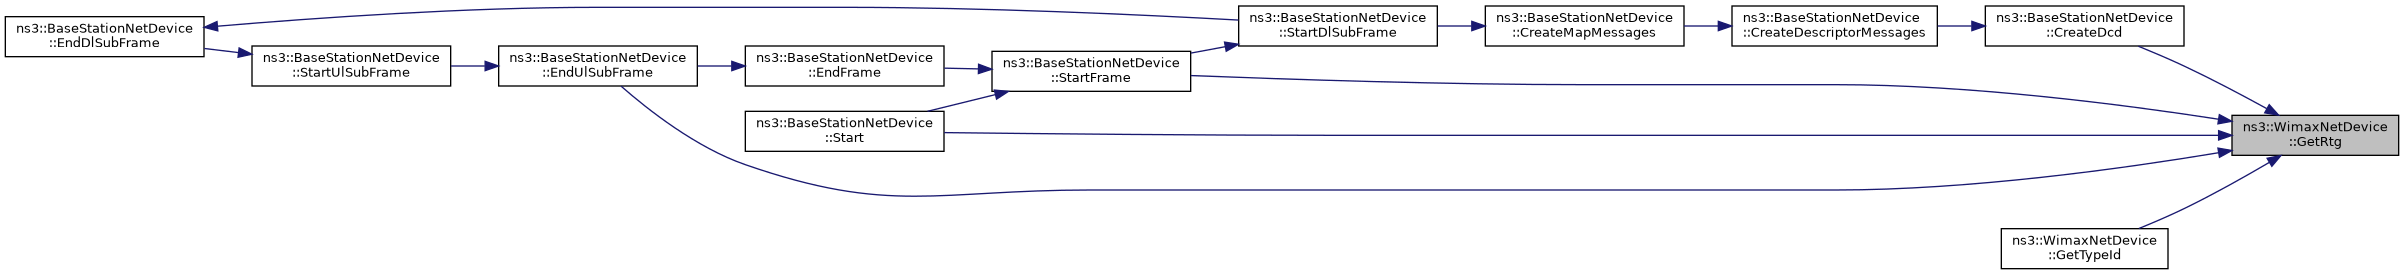 ns3::BaseStationNetDevice
::EndDlSubFrame
ns3::BaseStationNetDevice
::StartUlSubFrame
ns3::BaseStationNetDevice
::EndUlSubFrame
ns3::BaseStationNetDevice
::EndFrame
ns3::BaseStationNetDevice
::Start
ns3::BaseStationNetDevice
::StartFrame
ns3::BaseStationNetDevice
::StartDlSubFrame
ns3::BaseStationNetDevice
::CreateMapMessages
ns3::BaseStationNetDevice
::CreateDescriptorMessages
ns3::BaseStationNetDevice
::CreateDcd
ns3::WimaxNetDevice
::GetRtg
ns3::WimaxNetDevice
::GetTypeId